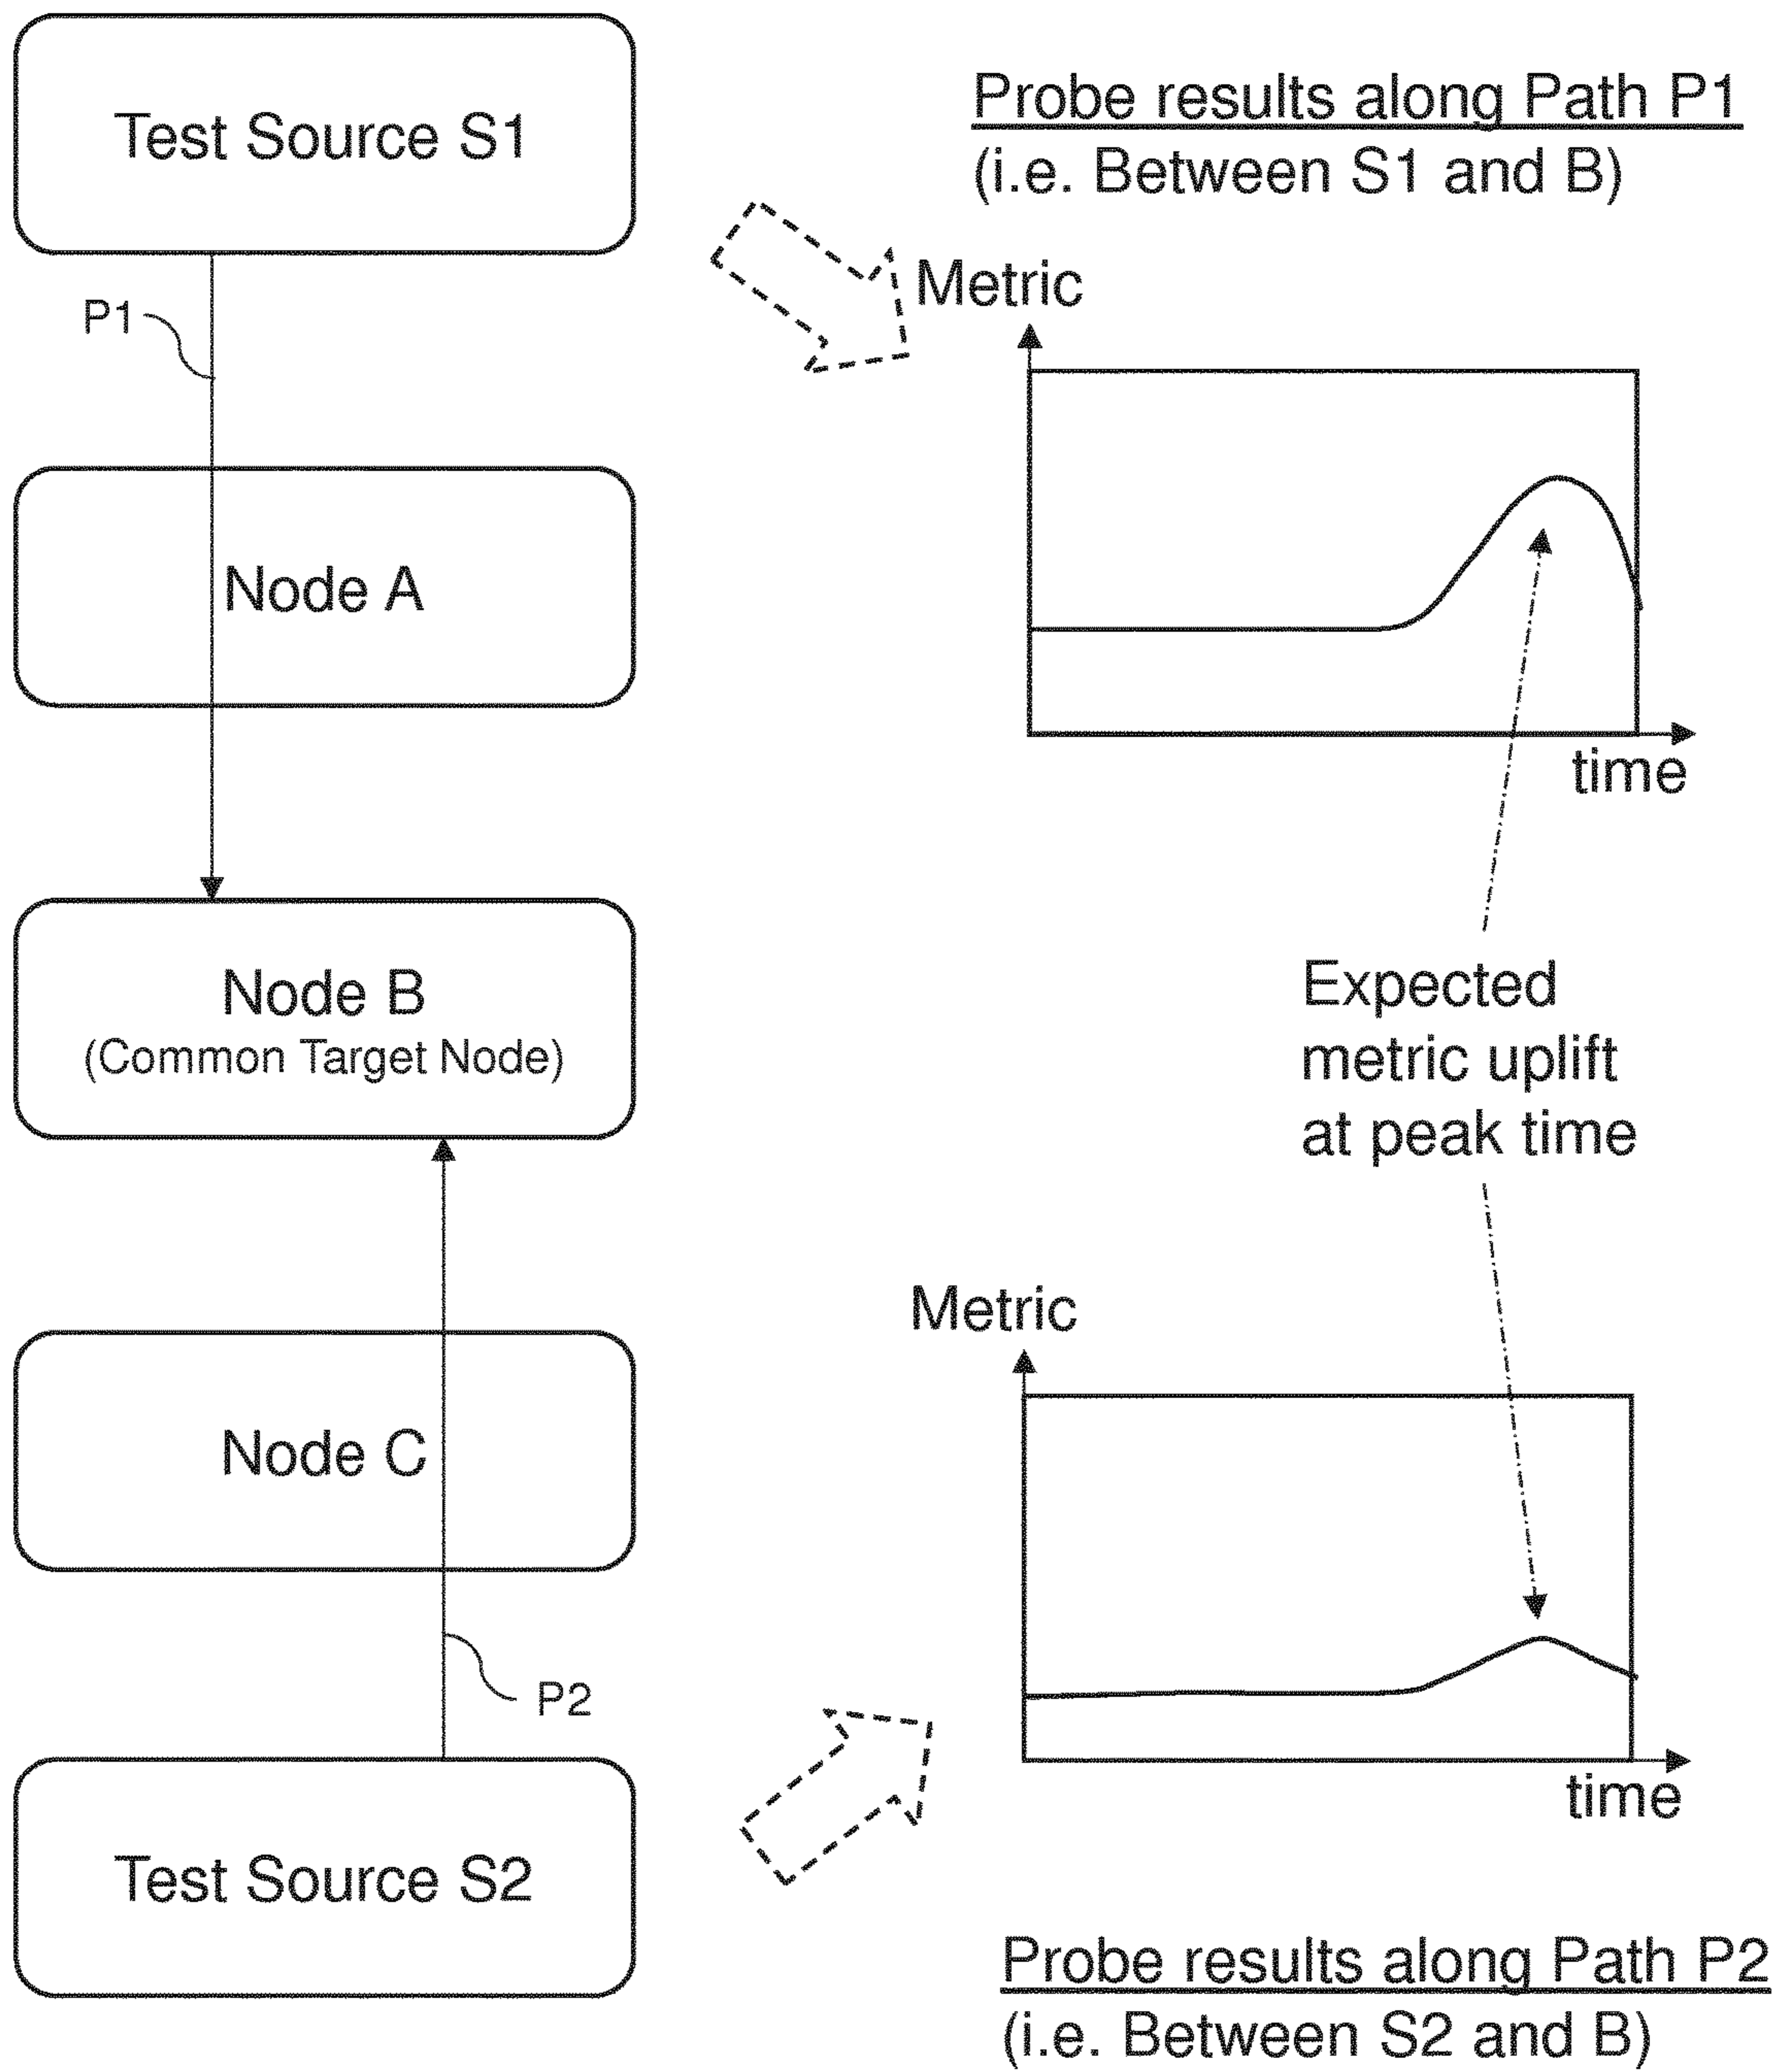 Test Source S1
P1
Node A
Node B
(Common Target Node)
Node C
P2
Test Source S2
Probe results along Path P1
(i.e. Between S1 and B)
Metric
time
Expected
metric uplift
at peak time
Metric
time
Probe results along Path P2
(i.e. Between S2 and B)